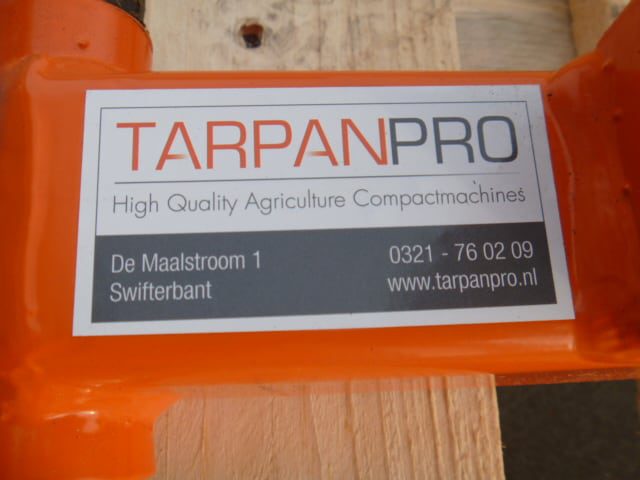 TARPANPRO
High Quality Agriculture Compactmachines
De Maalstroom 1
Swifterbant
0321 - 76 02 09
www.tarpanpro.nl